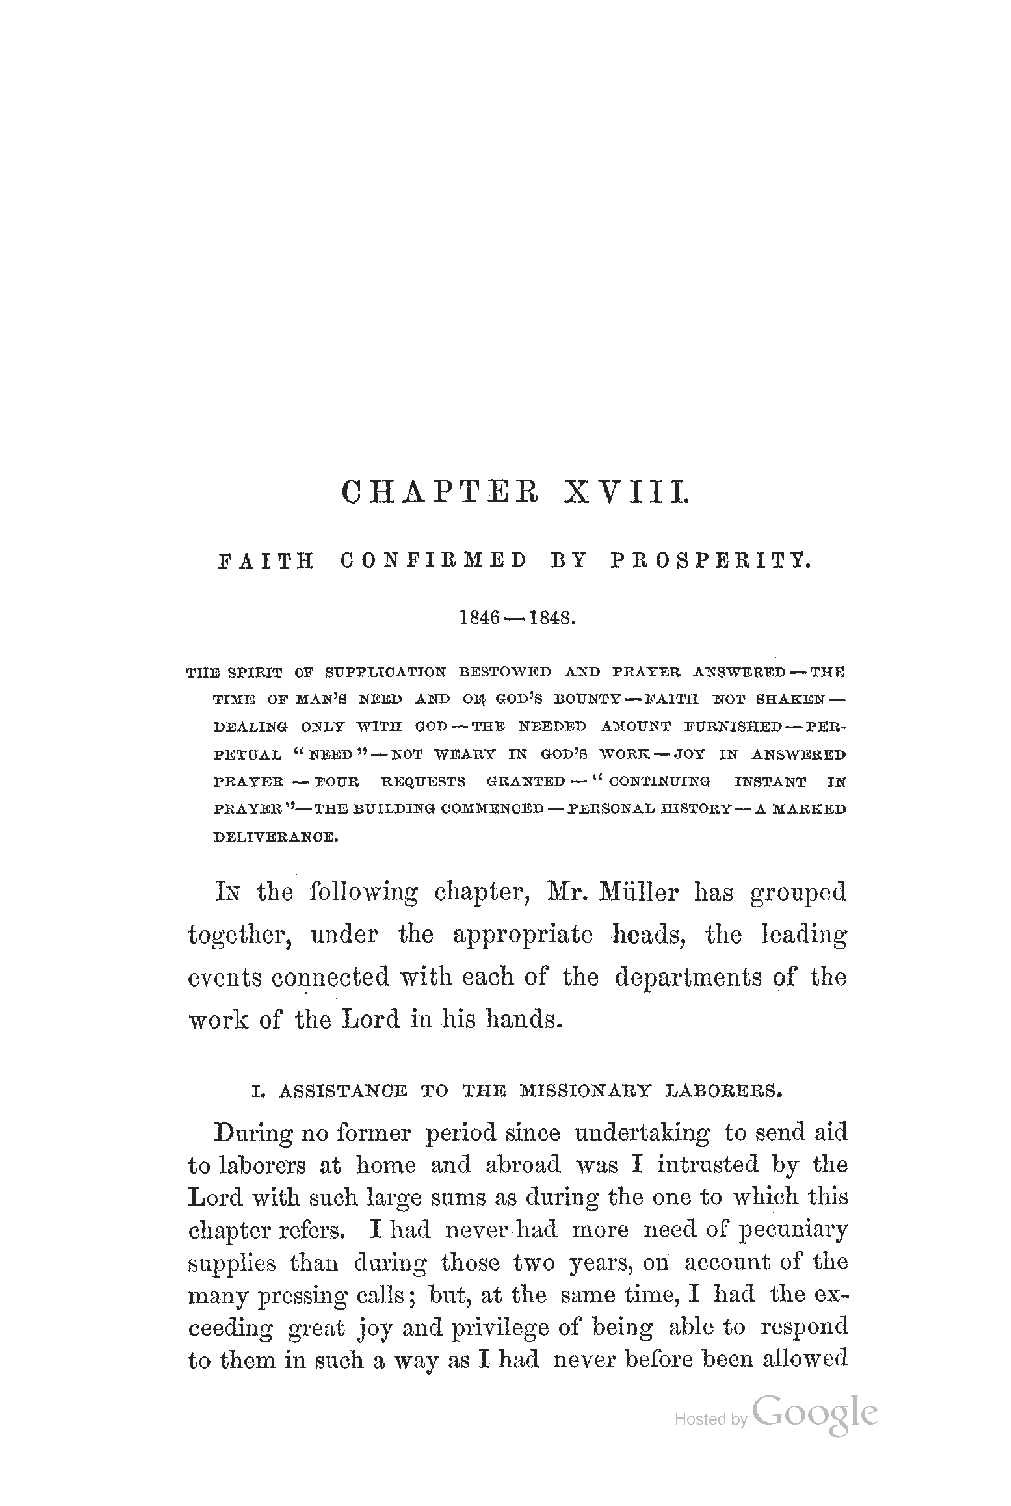 CHAPTER XVIII.
FAITH CONFIRMED BY PROSPERITY.
1846—1848.
THE SPIRIT OF SUPPLICATION BESTOWED AND PRAYER ANSWERED—THE
TIME OF MAN'S NEED AND OF GOD'S BOUNTY—FAITH NOT SHAKEN—
DEALING ONLY WITH GOD—THE NEEDED AMOUNT FURNISHED—PER-
PETUAL "NEED"—NOT WEARY IN GOD'S WORK—JOY IN ANSWERED
PRAYER—FOUR REQUESTS GRANTED—"CONTINUING INSTANT IN
PRAYER"—THE BUILDING COMMENCED—PERSONAL HISTORY—A MARKED
DELIVERANCE.
IN the following chapter, Mr. Müller has grouped
together, under the appropriate heads, the leading
events connected with each of the departments of the
work of the Lord in his hands.
I. ASSISTANCE TO THE MISSIONARY LABORERS.
During no former period since undertaking to send aid
to laborers at home and abroad was I intrusted by the
Lord with such large sums as during the one to which this
chapter refers. I had never had more need of pecuniary
supplies than during those two years, on account of the
many pressing calls; but, at the same time, I had the ex-
ceeding great joy and privilege of being able to respond
to them in such a way as I had never before been allowed
Hosted by Google